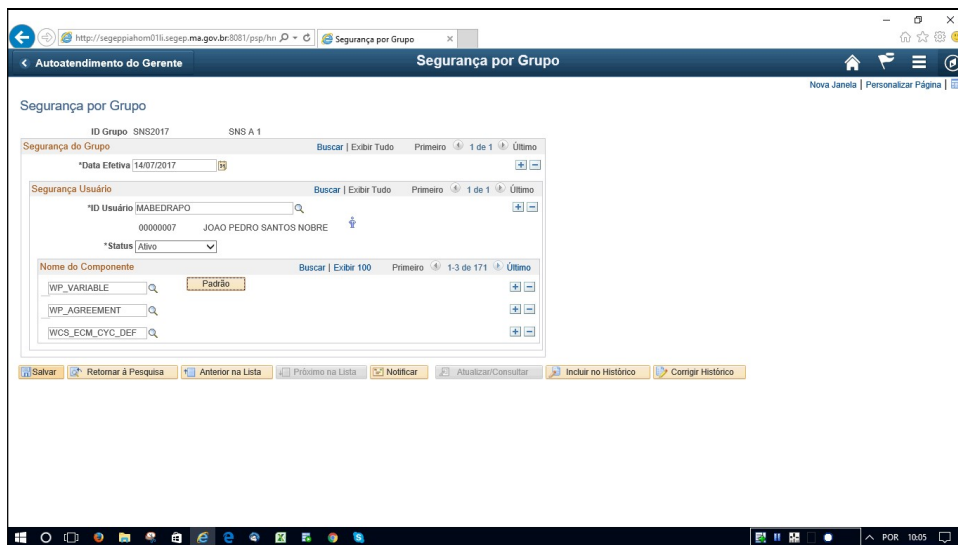 http://segeppiahom01li.segep.ma.gov.br:8081/psp/hn
Segurança por Grupo
Autoatendimento do Gerente
Segurança por Grupo
Nova Janela | Personalizar Página |
Segurança por Grupo
ID Grupo SNS2017 SNS A 1
Segurança do Grupo Buscar | Exibir Tudo Primeiro 1 de 1 Último
*Data Efetiva 14/07/2017
Segurança Usuário Buscar | Exibir Tudo Primeiro 1 de 1 Último
*ID Usuário MABEDRAPO
00000007 JOAO PEDRO SANTOS NOBRE
*Status Ativo
Nome do Componente Buscar | Exibir 100 Primeiro 1-3 de 171 Último
WP_VARIABLE Padrão
WP_AGREEMENT
WCS_ECM_CYC_DEF
Salvar Retornar à Pesquisa Anterior na Lista Próximo na Lista Notificar Atualizar/Consultar Incluir no Histórico Corrigir Histórico
POR 10:05